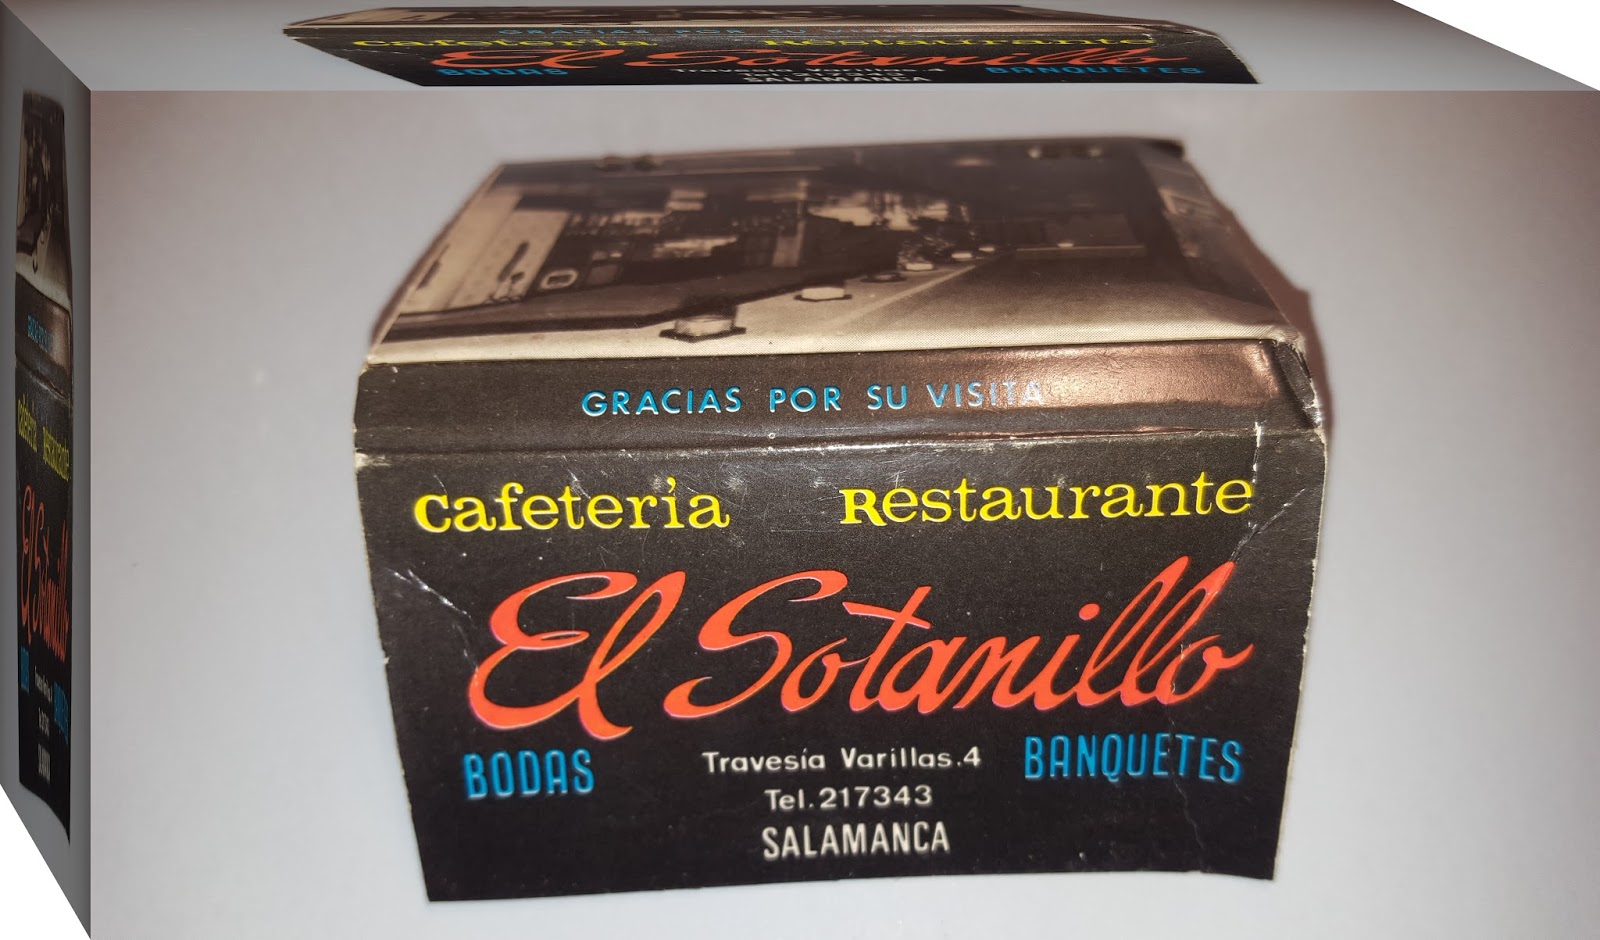 GRACIAS POR SU VISITA
Cafetería Restaurante
El Sotanillo
BODAS Travesía Varillas.4 BANQUETES
Tel.217343
SALAMANCA